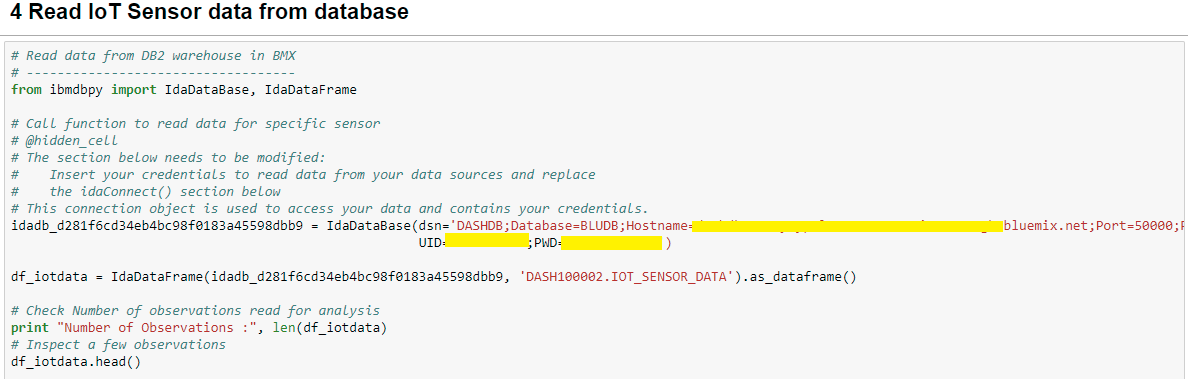 4 Read IoT Sensor data from database
# Read data from DB2 warehouse in BMX
# --------------------------------
from ibmdbpy import IdaDataBase, IdaDataFrame
# Call function to read data for specific sensor
# @hidden_cell
# The section below needs to be modified:
#    Insert your credentials to read data from your data sources and replace
#    the idaConnect() section below
# This connection object is used to access your data and contains your credentials.
idadb_d281f6cd34eb4bc98f0183a45598dbb9 = IdaDataBase(dsn='DASHDB;Database=BLUDB;Hostname= bluemix.net;Port=50000;
UID= ;PWD= )
df_iotdata = IdaDataFrame(idadb_d281f6cd34eb4bc98f0183a45598dbb9, 'DASH100002.IOT_SENSOR_DATA').as_dataframe()
# Check Number of observations read for analysis
print "Number of Observations :", len(df_iotdata)
# Inspect a few observations
df_iotdata.head()